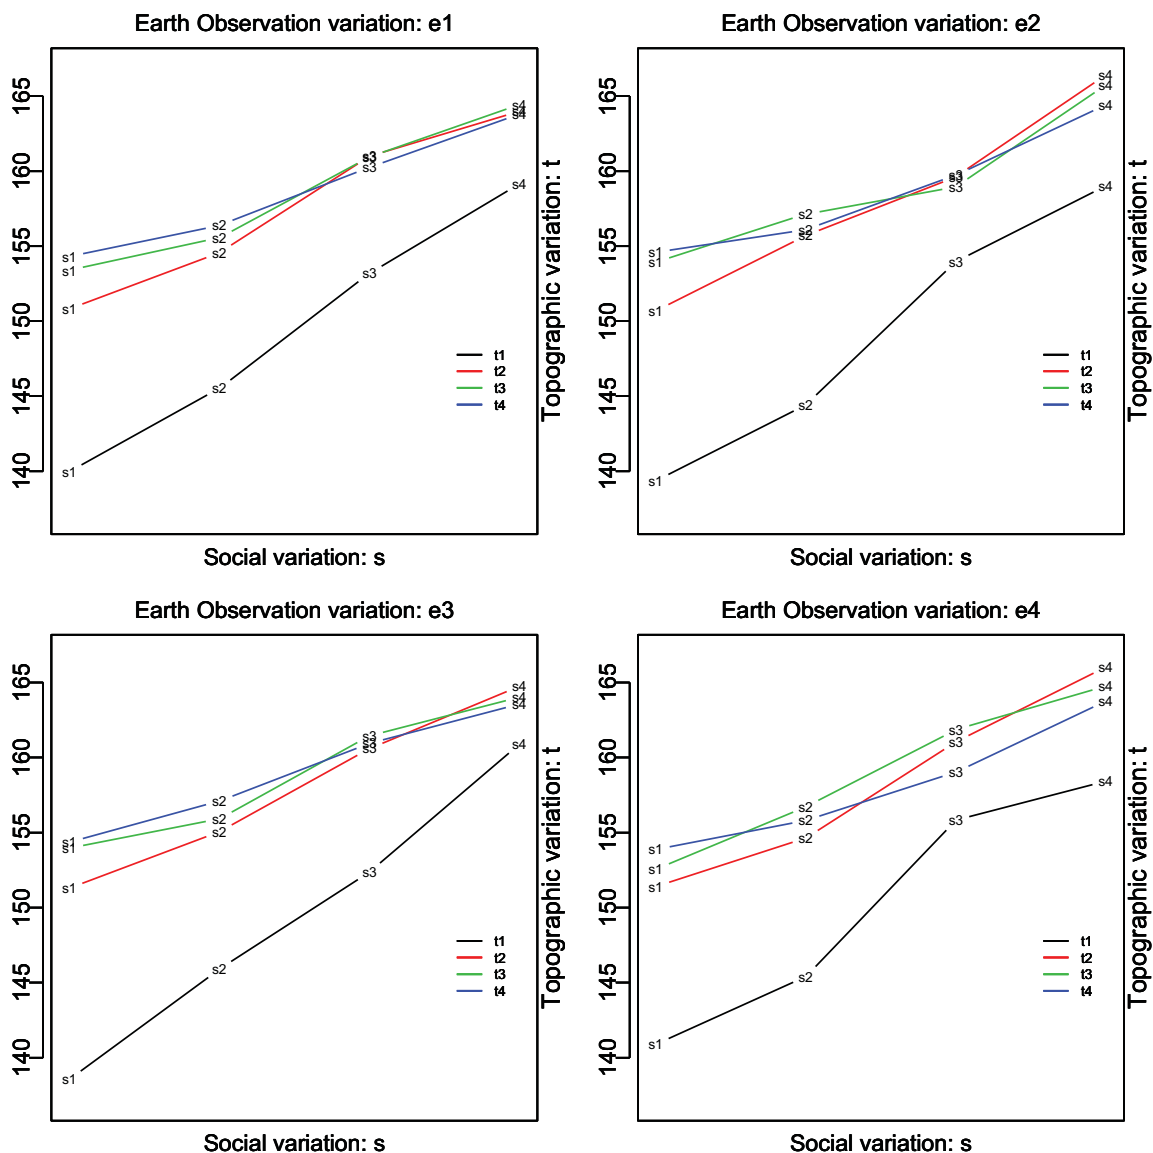 Earth Observation variation: e1
165
160
155
150
145
140
s1
s1
s1
s1
s2
s2
s2
s2
s3
s3
s3
s3
s4
s4
s4
s4
t1
t2
t3
t4
Topographic variation: t
Social variation: s
Earth Observation variation: e2
165
160
155
150
145
140
s1
s1
s1
s1
s2
s2
s2
s2
s3
s3
s3
s3
s4
s4
s4
s4
t1
t2
t3
t4
Topographic variation: t
Social variation: s
Earth Observation variation: e3
165
160
155
150
145
140
s1
s1
s1
s1
s2
s2
s2
s2
s3
s3
s3
s3
s4
s4
s4
s4
t1
t2
t3
t4
Topographic variation: t
Social variation: s
Earth Observation variation: e4
165
160
155
150
145
140
s1
s1
s1
s1
s2
s2
s2
s2
s3
s3
s3
s3
s4
s4
s4
s4
t1
t2
t3
t4
Topographic variation: t
Social variation: s